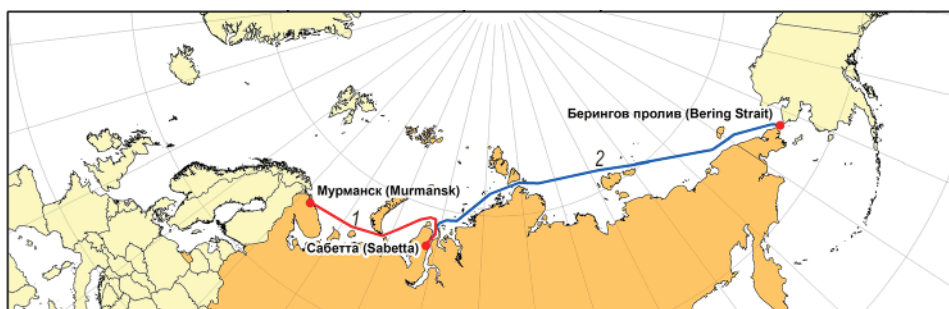 Берингов пролив (Bering Strait)
2
Мурманск (Murmansk)
1
Сабетта (Sabetta)